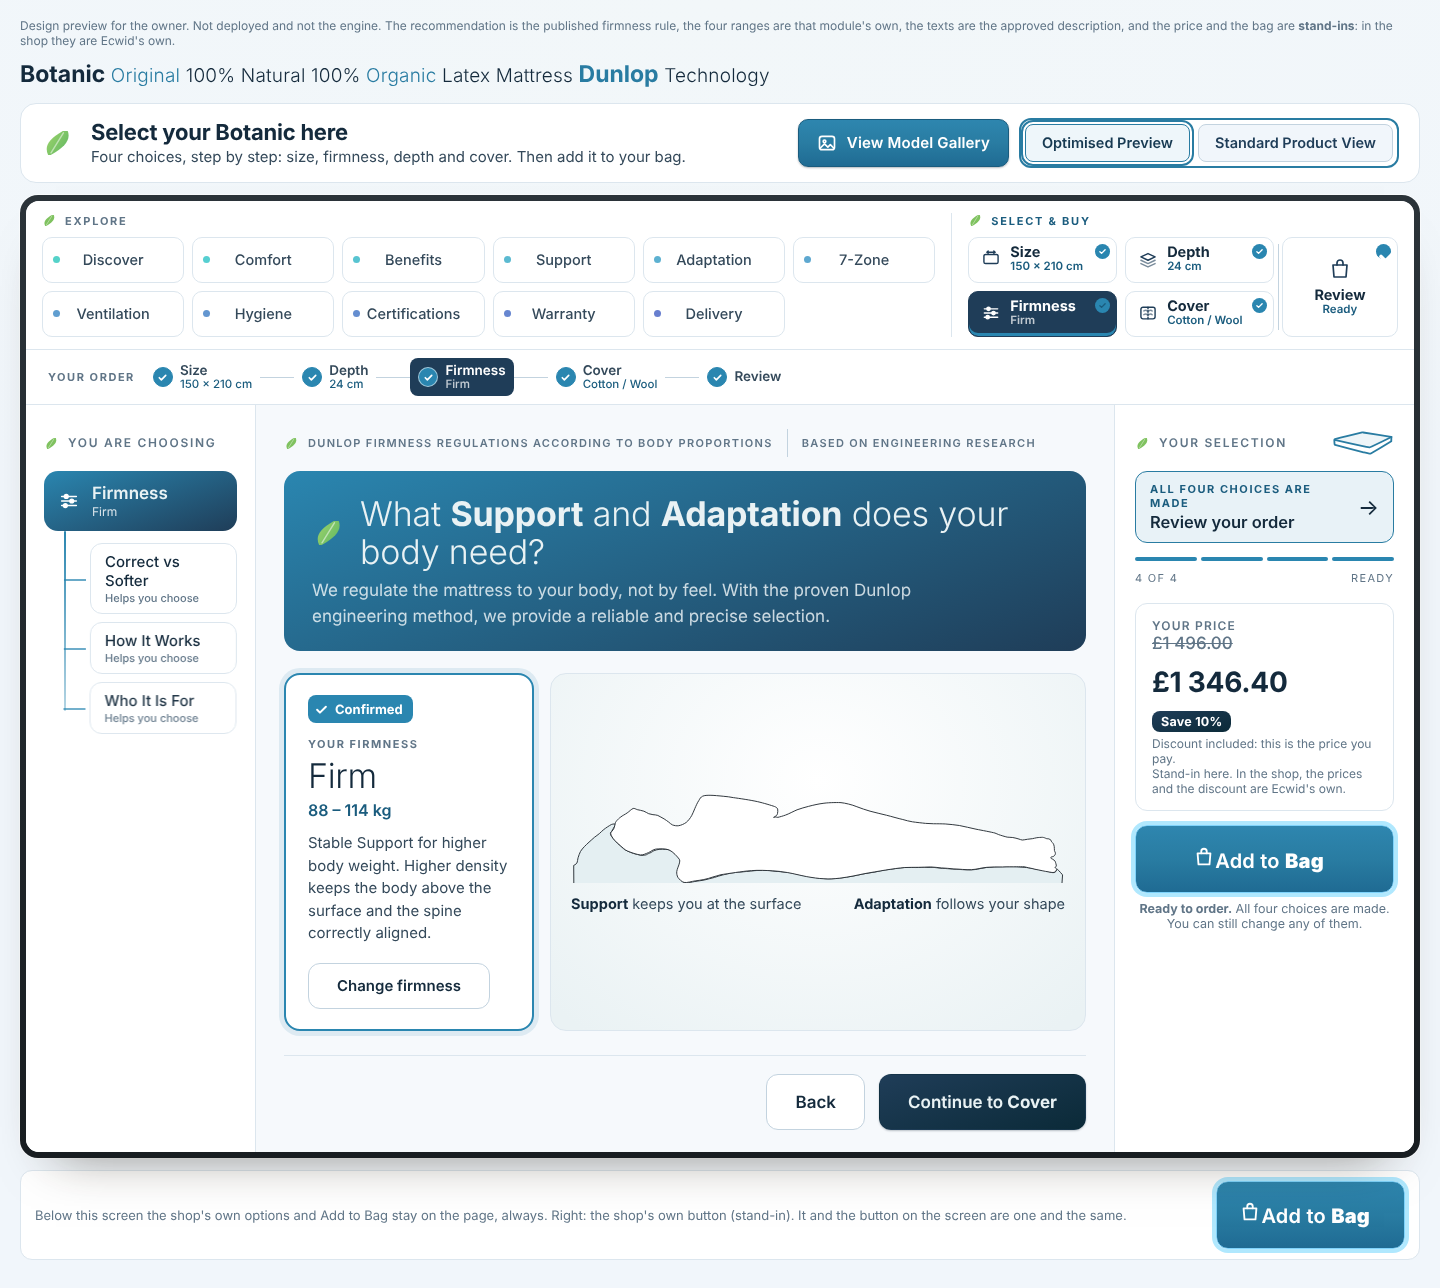 Design preview for the owner. Not deployed and not the engine. The recommendation is the published firmness rule, the four ranges are that module's own, the texts are the approved description, and the price and the bag are stand-ins: in the
shop they are Ecwid's own.
Botanic Original 100% Natural 100% Organic Latex Mattress Dunlop Technology
Select your Botanic here
Four choices, step by step: size, firmness, depth and cover. Then add it to your bag.
View Model Gallery
Optimised Preview
Standard Product View
EXPLORE
Discover
Comfort
Benefits
Support
Adaptation
7-Zone
Ventilation
Hygiene
Certifications
Warranty
Delivery
SELECT & BUY
Size
150 × 210 cm
Depth
24 cm
Firmness
Firm
Cover
Cotton / Wool
Review
Ready
YOUR ORDER
Size
150 × 210 cm
Depth
24 cm
Firmness
Firm
Cover
Cotton / Wool
Review
YOU ARE CHOOSING
Firmness
Firm
Correct vs
Softer
Helps you choose
How It Works
Helps you choose
Who It Is For
Helps you choose
DUNLOP FIRMNESS REGULATIONS ACCORDING TO BODY PROPORTIONS
BASED ON ENGINEERING RESEARCH
What Support and Adaptation does your
body need?
We regulate the mattress to your body, not by feel. With the proven Dunlop
engineering method, we provide a reliable and precise selection.
Confirmed
YOUR FIRMNESS
Firm
88 – 114 kg
Stable Support for higher
body weight. Higher density
keeps the body above the
surface and the spine
correctly aligned.
Change firmness
Support keeps you at the surface
Adaptation follows your shape
Back
Continue to Cover
YOUR SELECTION
ALL FOUR CHOICES ARE
MADE
Review your order
4 OF 4
READY
YOUR PRICE
£1 496.00
£1 346.40
Save 10%
Discount included: this is the price you
pay.
Stand-in here. In the shop, the prices
and the discount are Ecwid's own.
Add to Bag
Ready to order. All four choices are made.
You can still change any of them.
Below this screen the shop's own options and Add to Bag stay on the page, always. Right: the shop's own button (stand-in). It and the button on the screen are one and the same.
Add to Bag